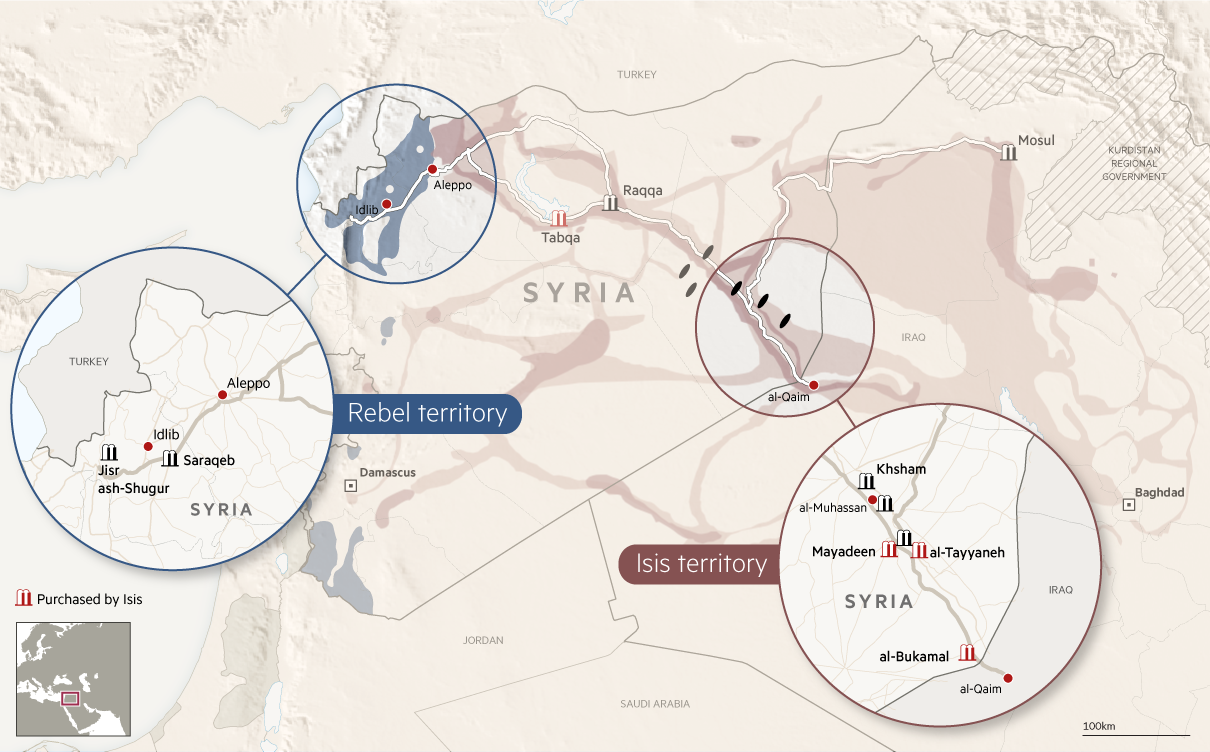 TURKEY
Mosul
KURDISTAN
REGIONAL
GOVERNMENT
Aleppo
Raqqa
Idlib
Tabqa
SYRIA
IRAQ
TURKEY
al-Qaim
Aleppo
Rebel territory
Idlib
Saraqeb
Jisr
ash-Shugur
SYRIA
Damascus
Khsham
al-Muhassan
Baghdad
Mayadeen
al-Tayyaneh
Isis territory
IRAQ
SYRIA
Purchased by Isis
JORDAN
al-Bukamal
al-Qaim
SAUDI ARABIA
100km